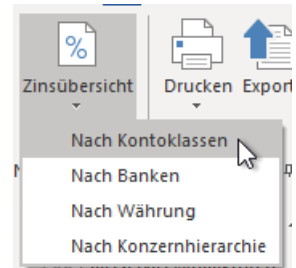 %
Zinsübersicht
Drucken
Export
Nach Kontoklassen
Nach Banken
Nach Währung
Nach Konzernhierarchie